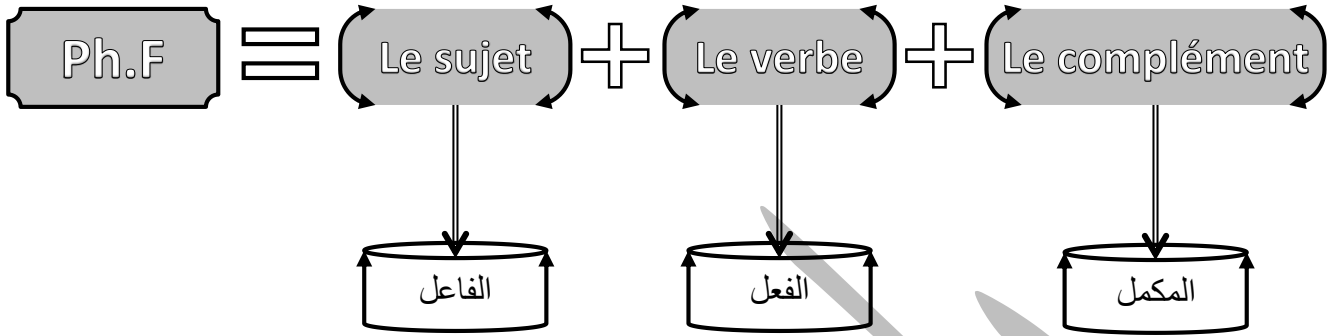 Ph.F = Le sujet + Le verbe + Le complément
الفاعل الفعل المكمل